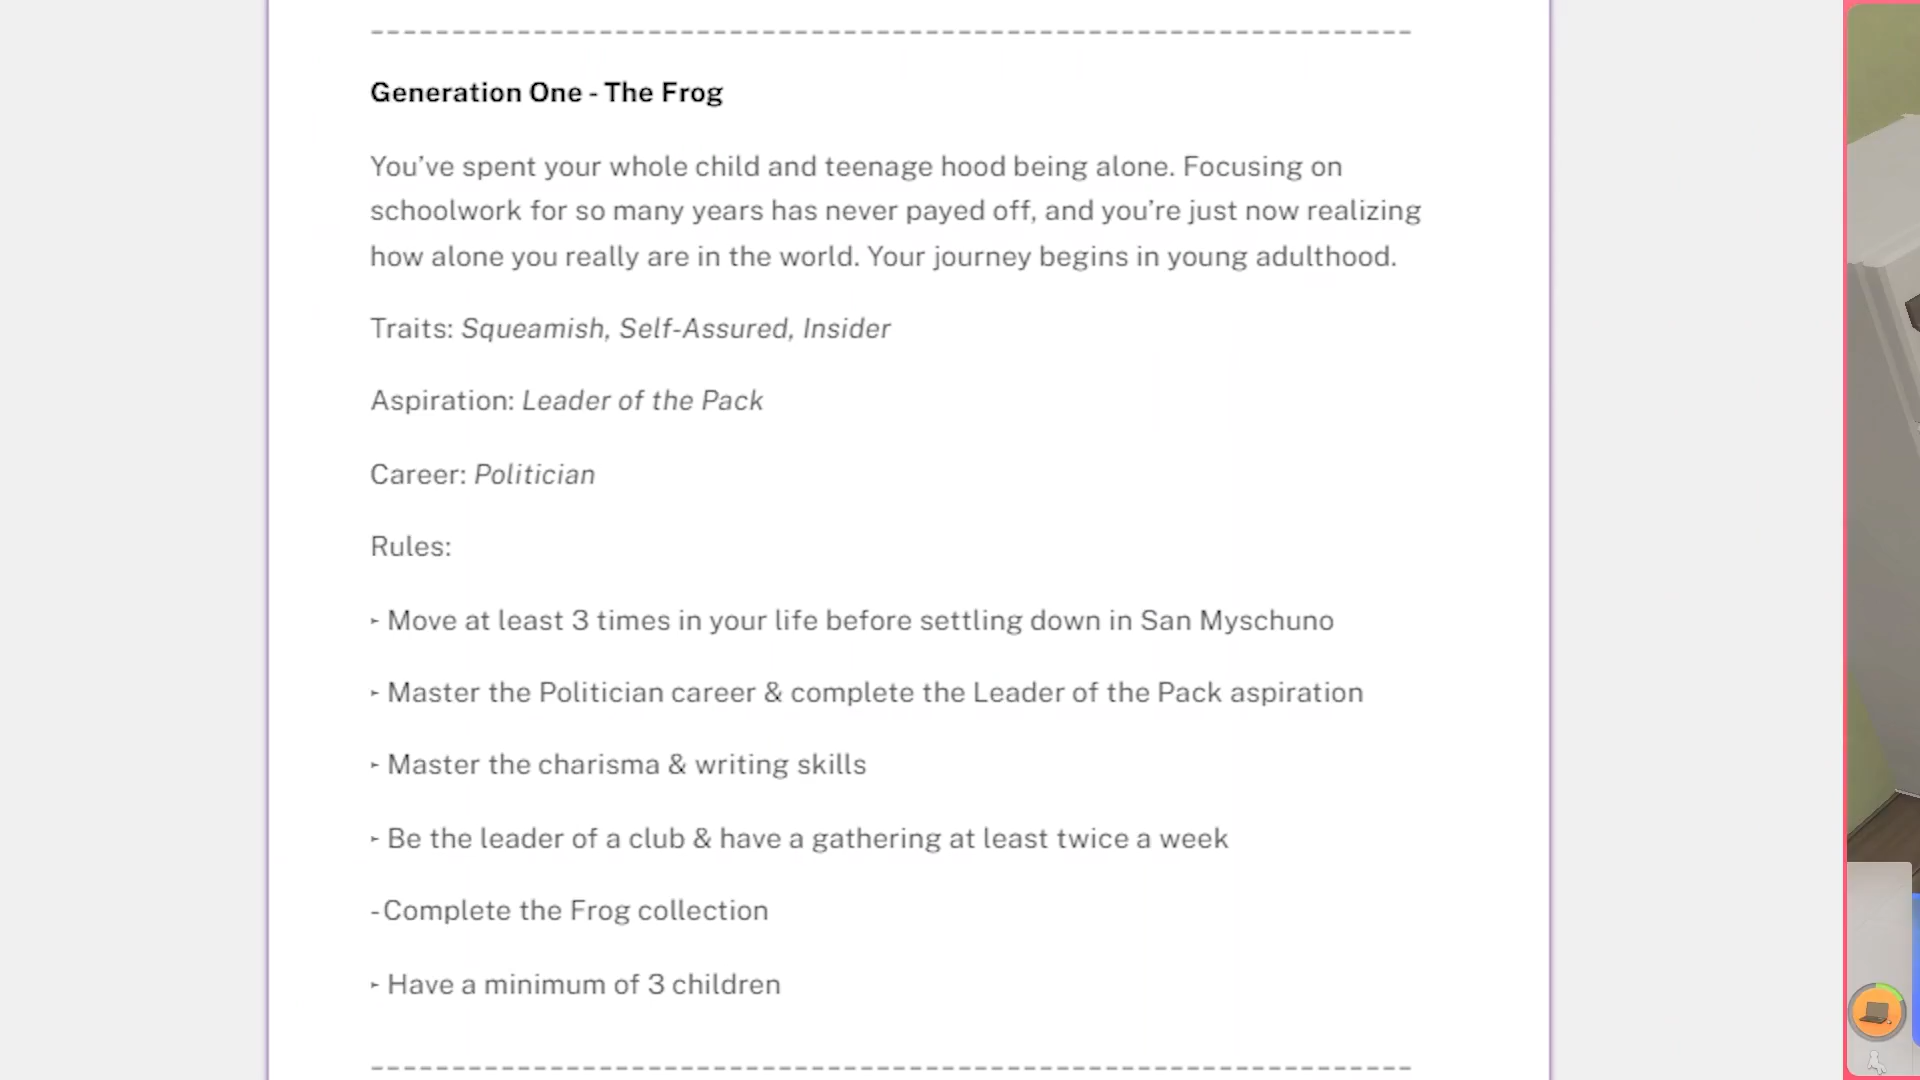 Generation One - The Frog
You’ve spent your whole child and teenage hood being alone. Focusing on
schoolwork for so many years has never payed off, and you’re just now realizing
how alone you really are in the world. Your journey begins in young adulthood.
Traits: Squeamish, Self-Assured, Insider
Aspiration: Leader of the Pack
Career: Politician
Rules:
‣ Move at least 3 times in your life before settling down in San Myschuno
‣ Master the Politician career & complete the Leader of the Pack aspiration
‣ Master the charisma & writing skills
‣ Be the leader of a club & have a gathering at least twice a week
-Complete the Frog collection
‣ Have a minimum of 3 children